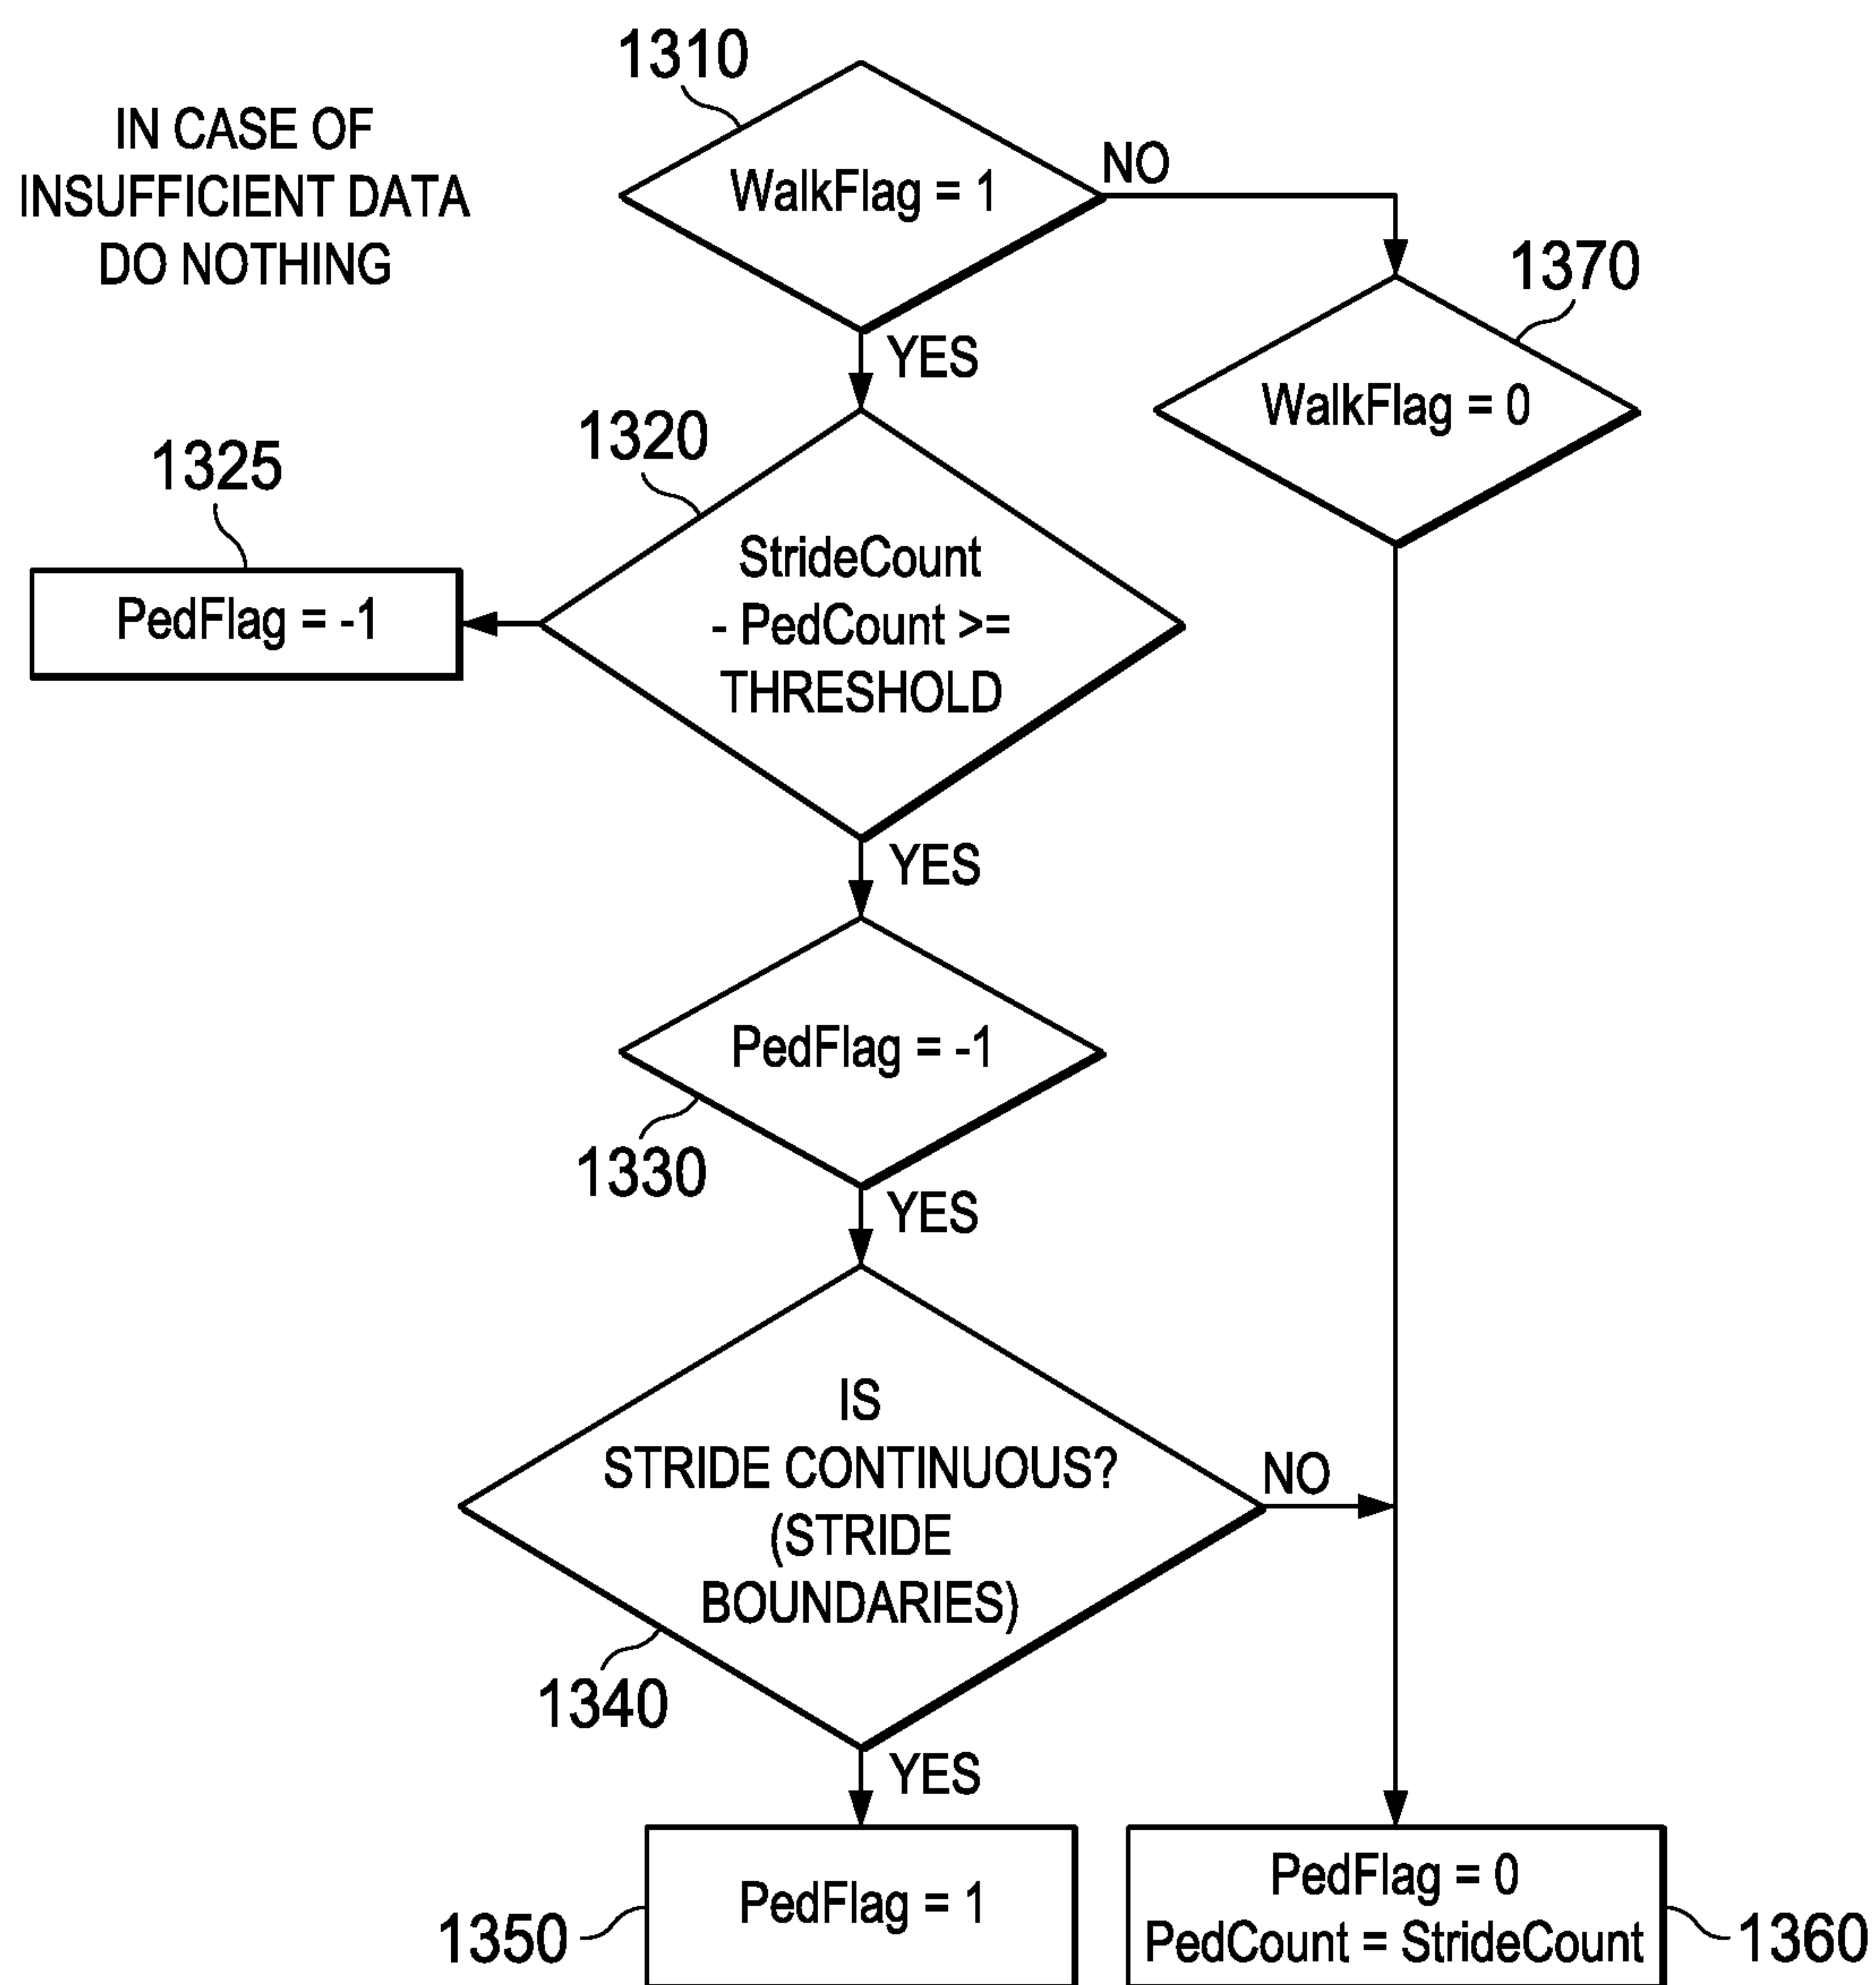 1310
IN CASE OF
INSUFFICIENT DATA
DO NOTHING
WalkFlag = 1
NO
1370
YES
WalkFlag = 0
1320
1325
StrideCount
- PedCount >=
THRESHOLD
PedFlag = -1
YES
PedFlag = -1
1330
YES
IS
STRIDE CONTINUOUS?
(STRIDE
BOUNDARIES)
NO
1340
YES
PedFlag = 1
1350
PedFlag = 0
PedCount = StrideCount
1360